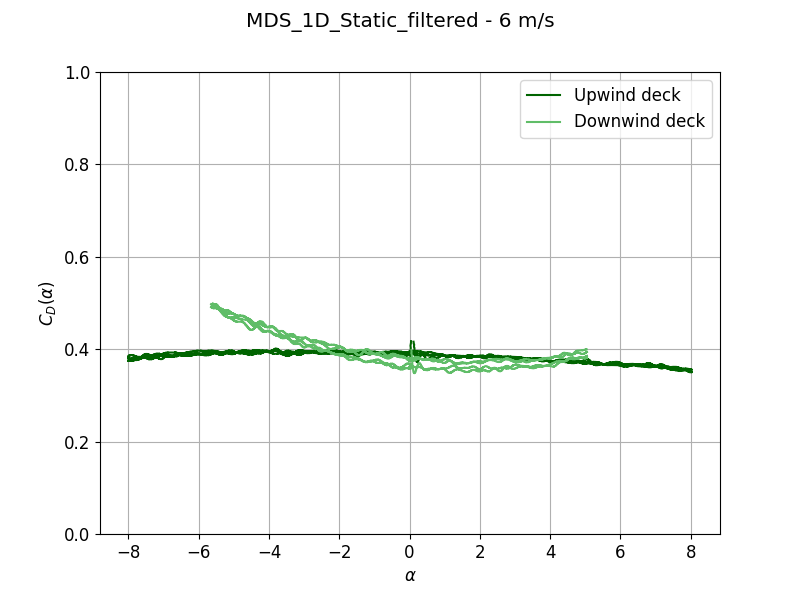 MDS_1D_Static_filtered - 6 m/s
Upwind deck
Downwind deck
1.0
0.8
0.6
0.4
0.2
0.0
C_D(α)
−8 −6 −4 −2 0 2 4 6 8
α